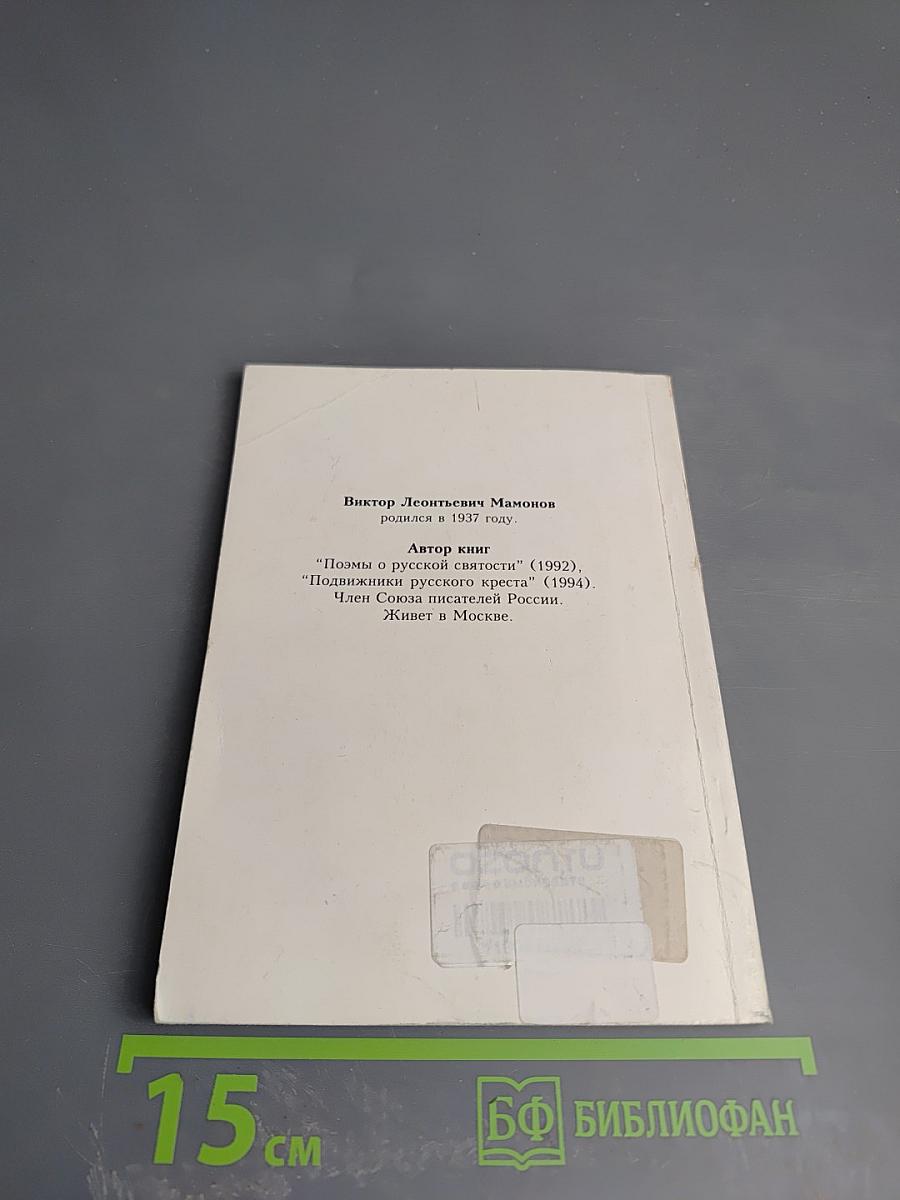 Виктор Леонтьевич Мамонов
родился в 1937 году.
Автор книг
“Поэмы о русской святости” (1992),
“Подвижники русского креста” (1994).
Член Союза писателей России.
Живет в Москве.
15 см
БФ БИБЛИОФАН